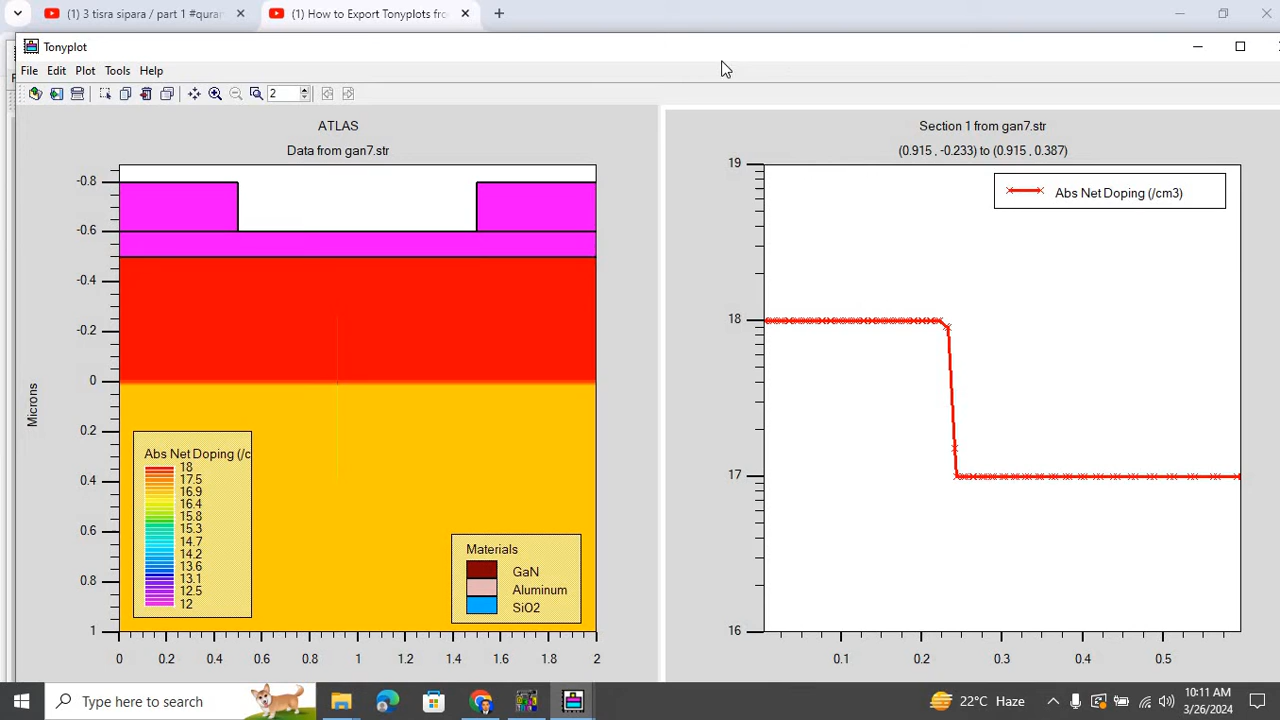 (1) 3 tisra sipara / part 1 #qurar
(1) How to Export Tonyplots fro
Tonyplot
File Edit Plot Tools Help
2
ATLAS
Data from gan7.str
-0.8
-0.6
-0.4
-0.2
0
0.2
0.4
0.6
0.8
1
Microns
0 0.2 0.4 0.6 0.8 1 1.2 1.4 1.6 1.8 2
Abs Net Doping (/c
18
17.5
16.9
16.4
15.8
15.3
14.7
14.2
13.6
13.1
12.5
12
Materials
GaN
Aluminum
SiO2
Section 1 from gan7.str
(0.915 , -0.233) to (0.915 , 0.387)
Abs Net Doping (/cm3)
19
18
17
16
0.1 0.2 0.3 0.4 0.5
Type here to search
22°C Haze
10:11 AM
3/26/2024